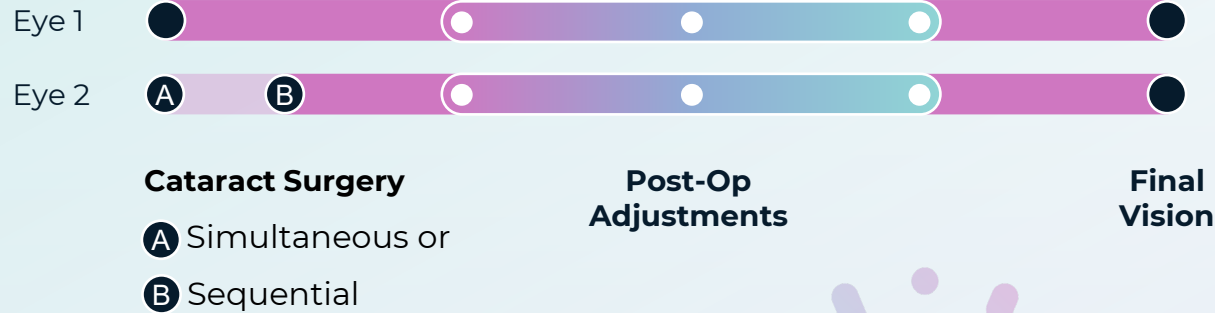 Eye 1
Eye 2
A
B
Cataract Surgery
A Simultaneous or
B Sequential
Post-Op
Adjustments
Final
Vision